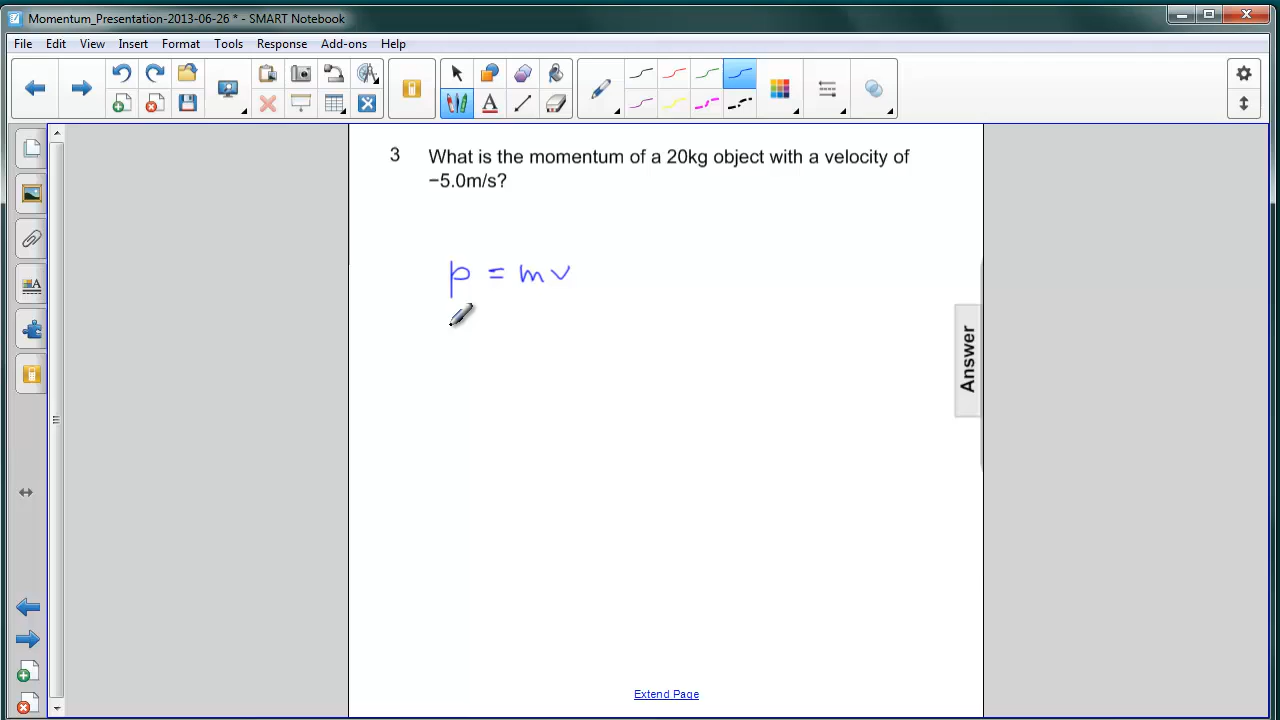 Momentum_Presentation-2013-06-26 * - SMART Notebook
File Edit View Insert Format Tools Response Add-ons Help
3 What is the momentum of a 20kg object with a velocity of
−5.0m/s?
p = mv
Answer
Extend Page